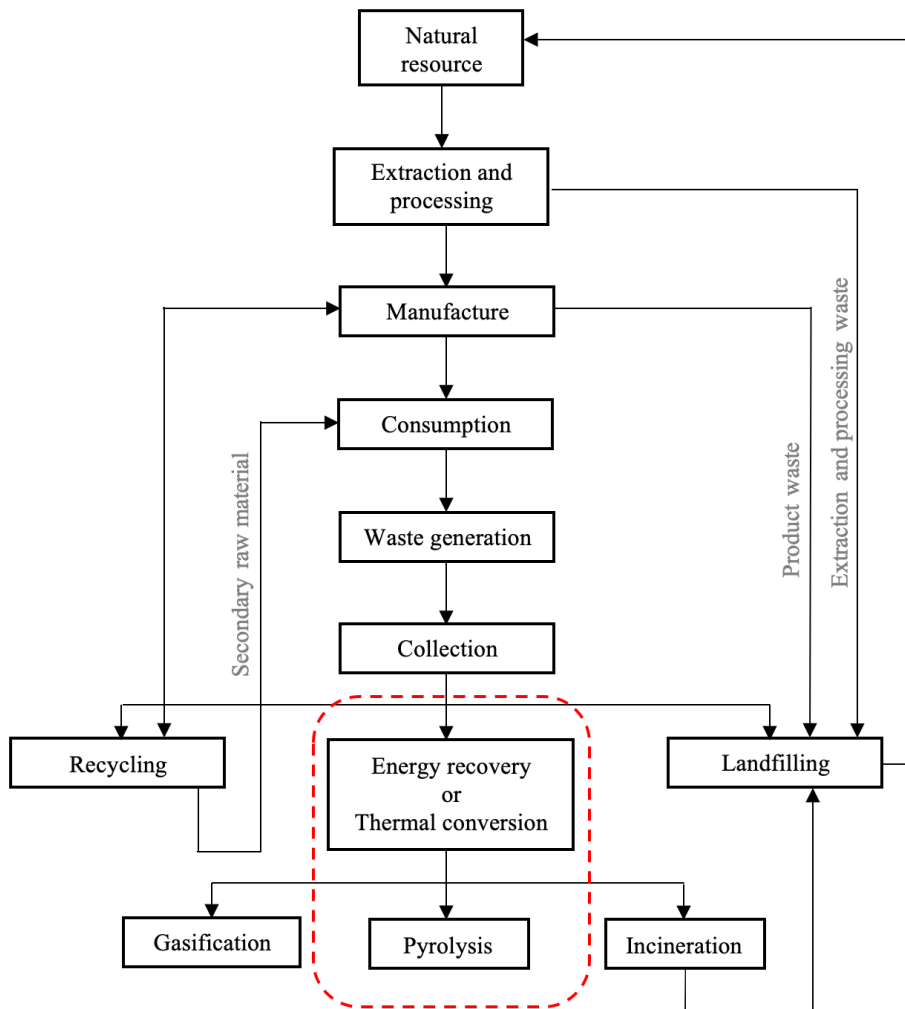 Natural
resource
Extraction and
processing
Manufacture
Consumption
Secondary raw material
Product waste
Extraction and processing waste
Waste generation
Collection
Recycling
Energy recovery
or
Thermal conversion
Landfilling
Gasification
Pyrolysis
Incineration